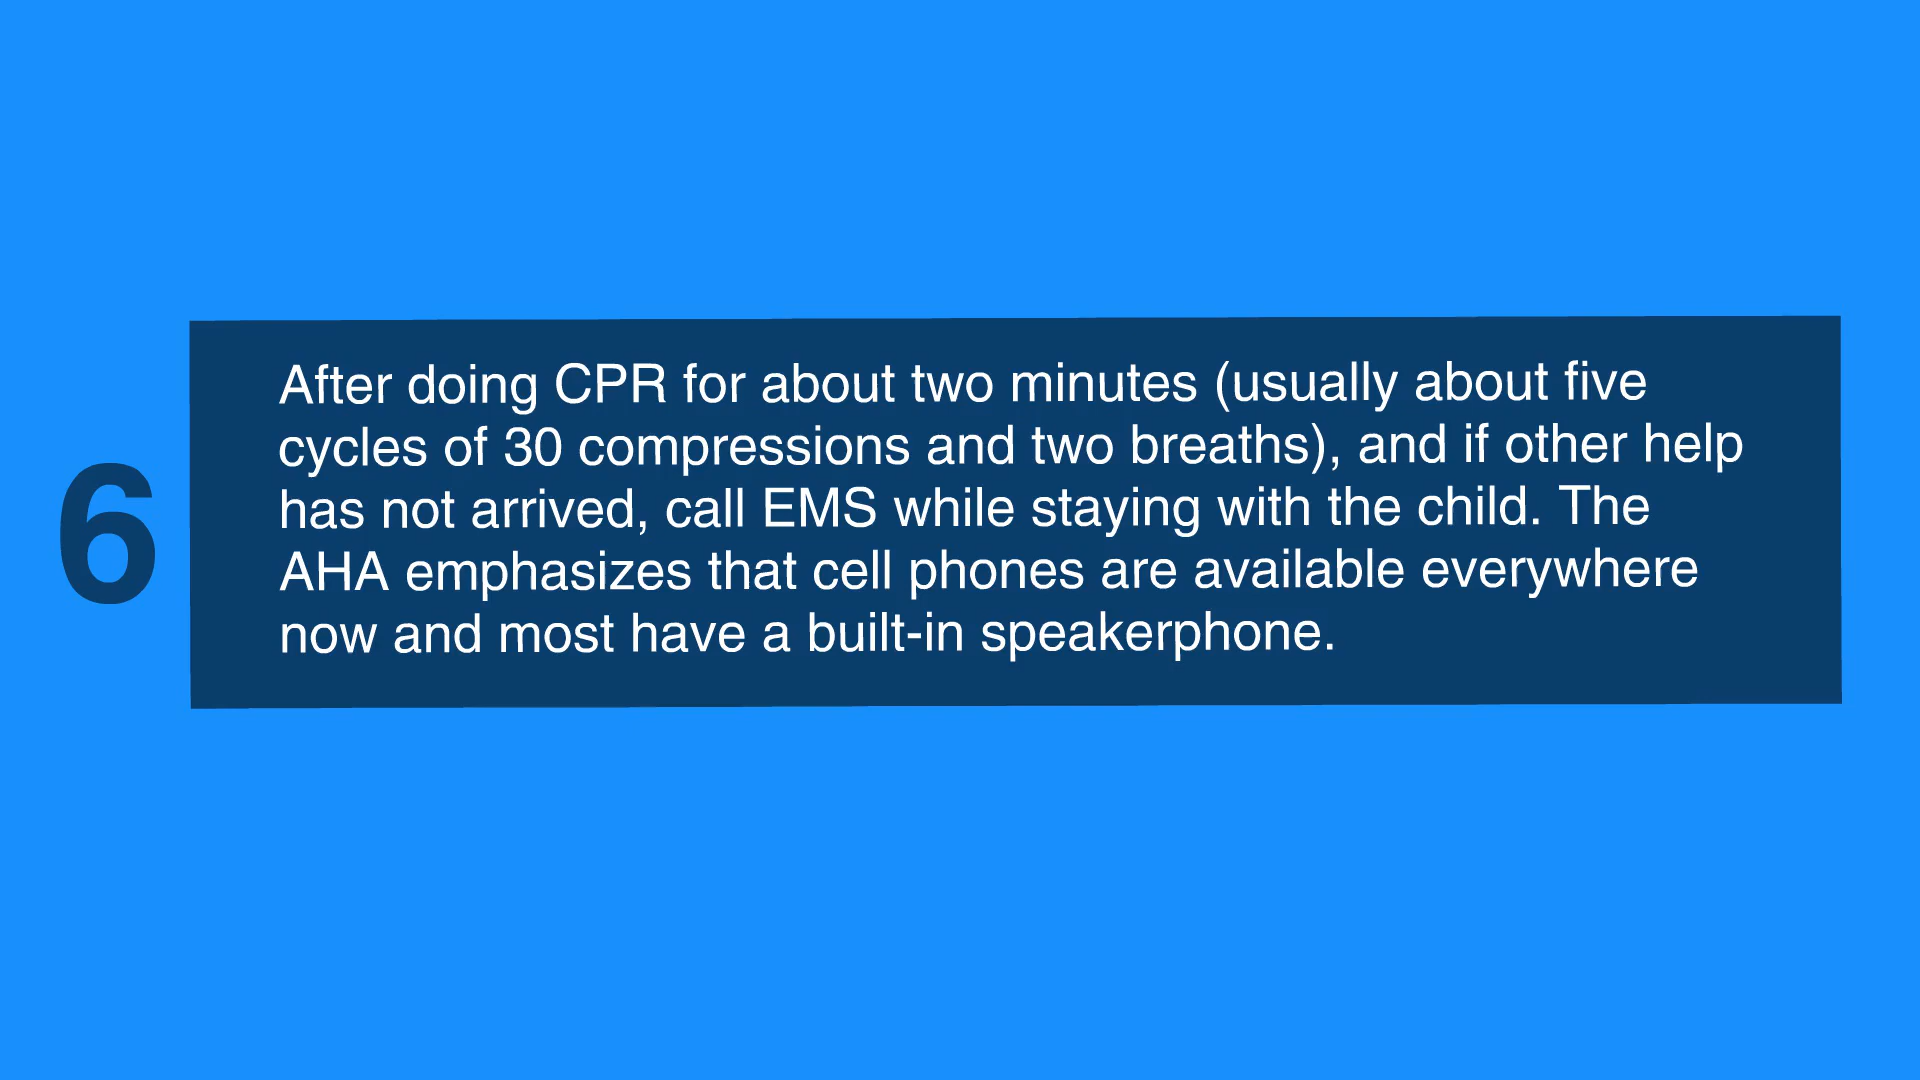 6
After doing CPR for about two minutes (usually about five
cycles of 30 compressions and two breaths), and if other help
has not arrived, call EMS while staying with the child. The
AHA emphasizes that cell phones are available everywhere
now and most have a built-in speakerphone.